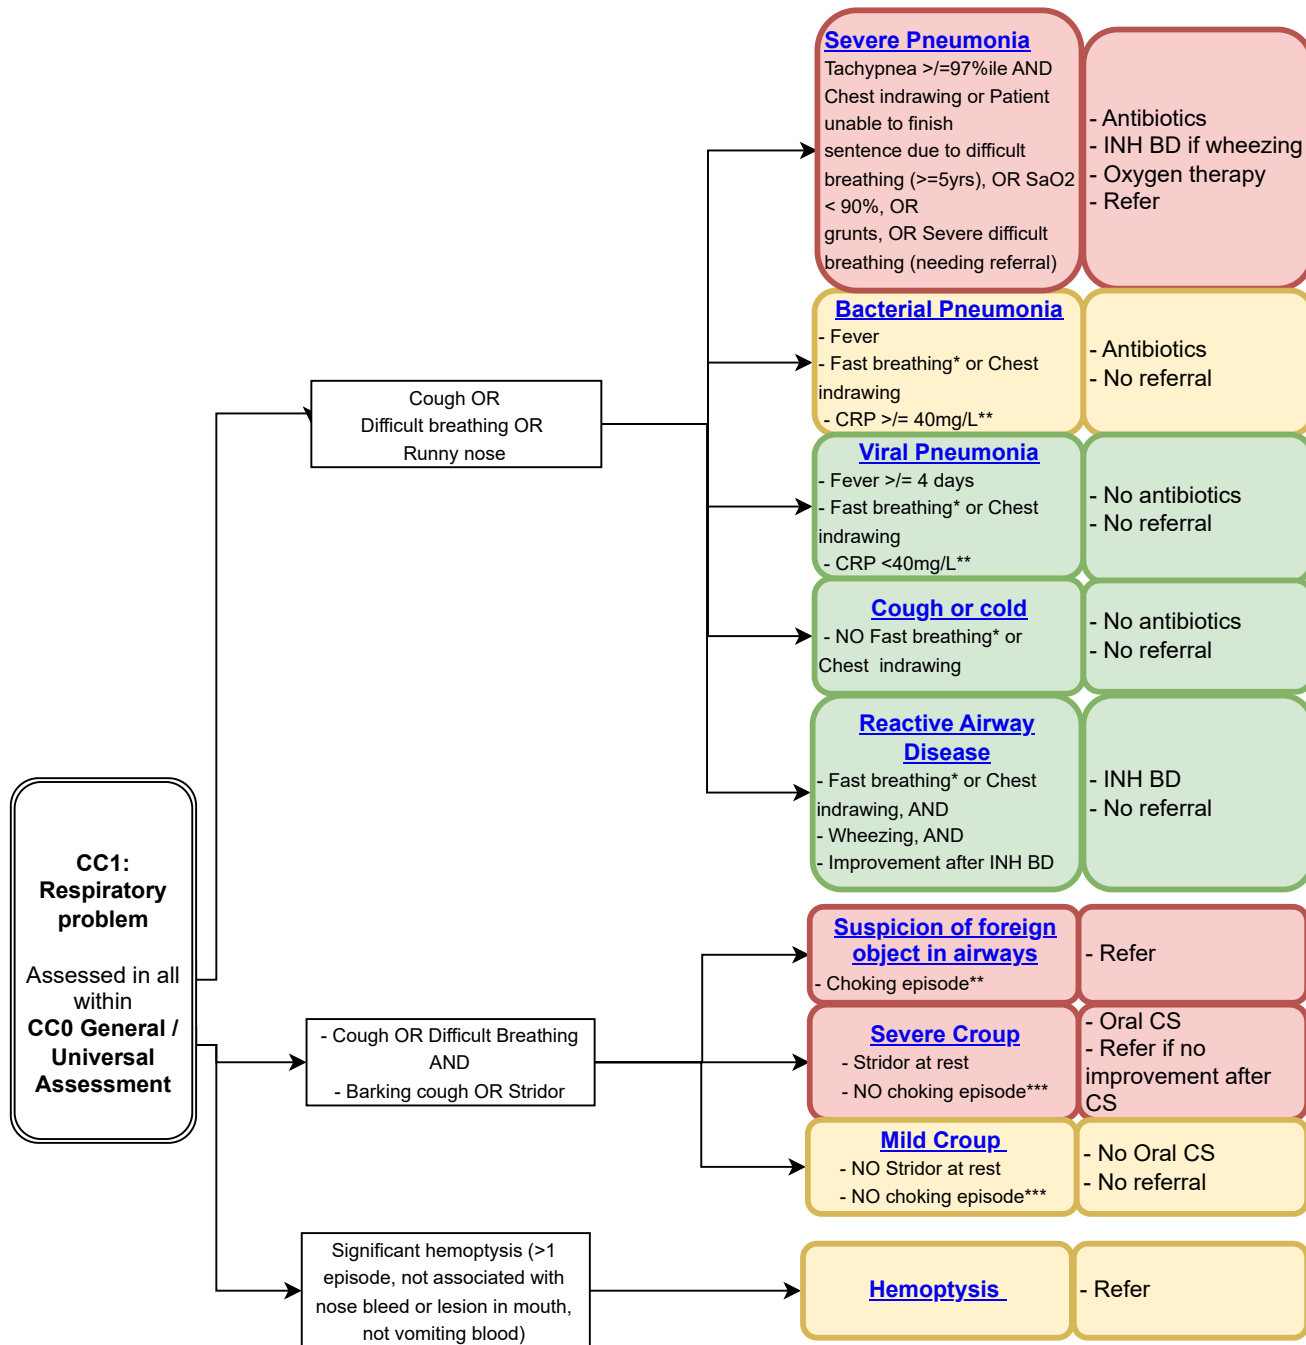 CC1:
Respiratory
problem
Assessed in all
within
CC0 General /
Universal
Assessment
Cough OR
Difficult breathing OR
Runny nose
Severe Pneumonia
Tachypnea >/=97%ile AND
Chest indrawing or Patient
unable to finish
sentence due to difficult
breathing (>=5yrs), OR SaO2
< 90%, OR
grunts, OR Severe difficult
breathing (needing referral)
- Antibiotics
- INH BD if wheezing
- Oxygen therapy
- Refer
Bacterial Pneumonia
- Fever
- Fast breathing* or Chest
indrawing
- CRP >/= 40mg/L**
- Antibiotics
- No referral
Viral Pneumonia
- Fever >/= 4 days
- Fast breathing* or Chest
indrawing
- CRP <40mg/L**
- No antibiotics
- No referral
Cough or cold
- NO Fast breathing* or
Chest indrawing
- No antibiotics
- No referral
Reactive Airway
Disease
- Fast breathing* or Chest
indrawing, AND
- Wheezing, AND
- Improvement after INH BD
- INH BD
- No referral
- Cough OR Difficult Breathing
AND
- Barking cough OR Stridor
Suspicion of foreign
object in airways
- Choking episode**
- Refer
Severe Croup
- Stridor at rest
- NO choking episode***
- Oral CS
- Refer if no
improvement after
CS
Mild Croup
- NO Stridor at rest
- NO choking episode***
- No Oral CS
- No referral
Significant hemoptysis (>1
episode, not associated with
nose bleed or lesion in mouth,
not vomiting blood)
Hemoptysis
- Refer